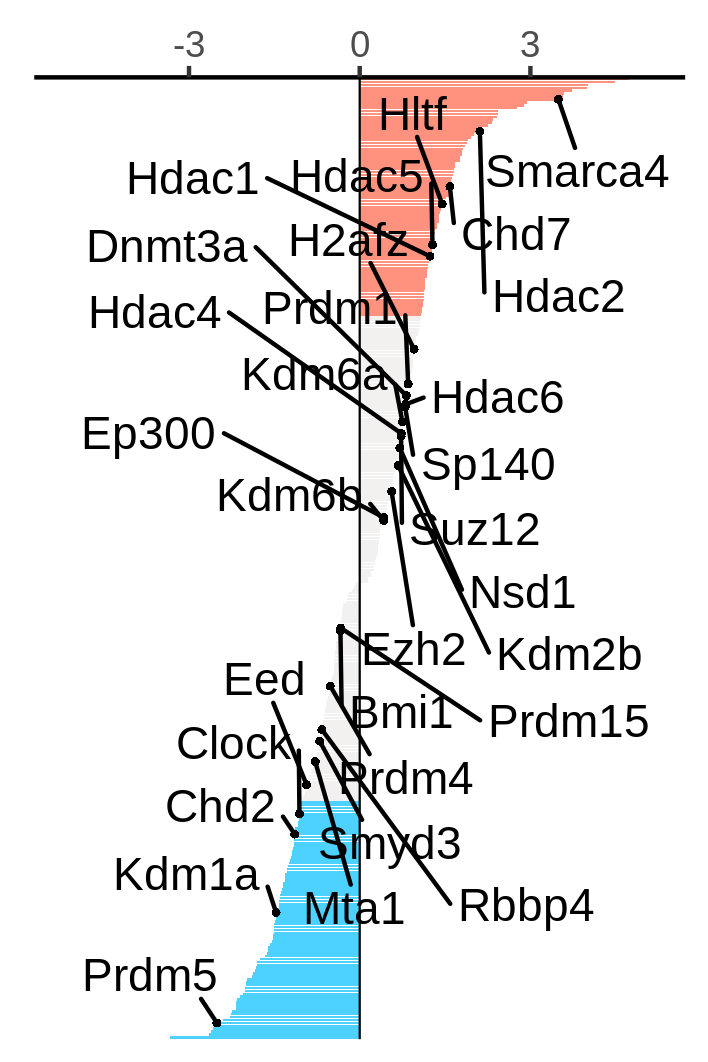 -3 0 3
Hltf
Smarca4
Hdac1
Hdac5
Chd7
Dnmt3a
H2afz
Hdac2
Hdac4
Prdm1
Kdm6a
Hdac6
Ep300
Sp140
Kdm6b
Suz12
Nsd1
Ezh2
Kdm2b
Eed
Bmi1
Prdm15
Clock
Prdm4
Chd2
Smyd3
Kdm1a
Mta1
Rbbp4
Prdm5